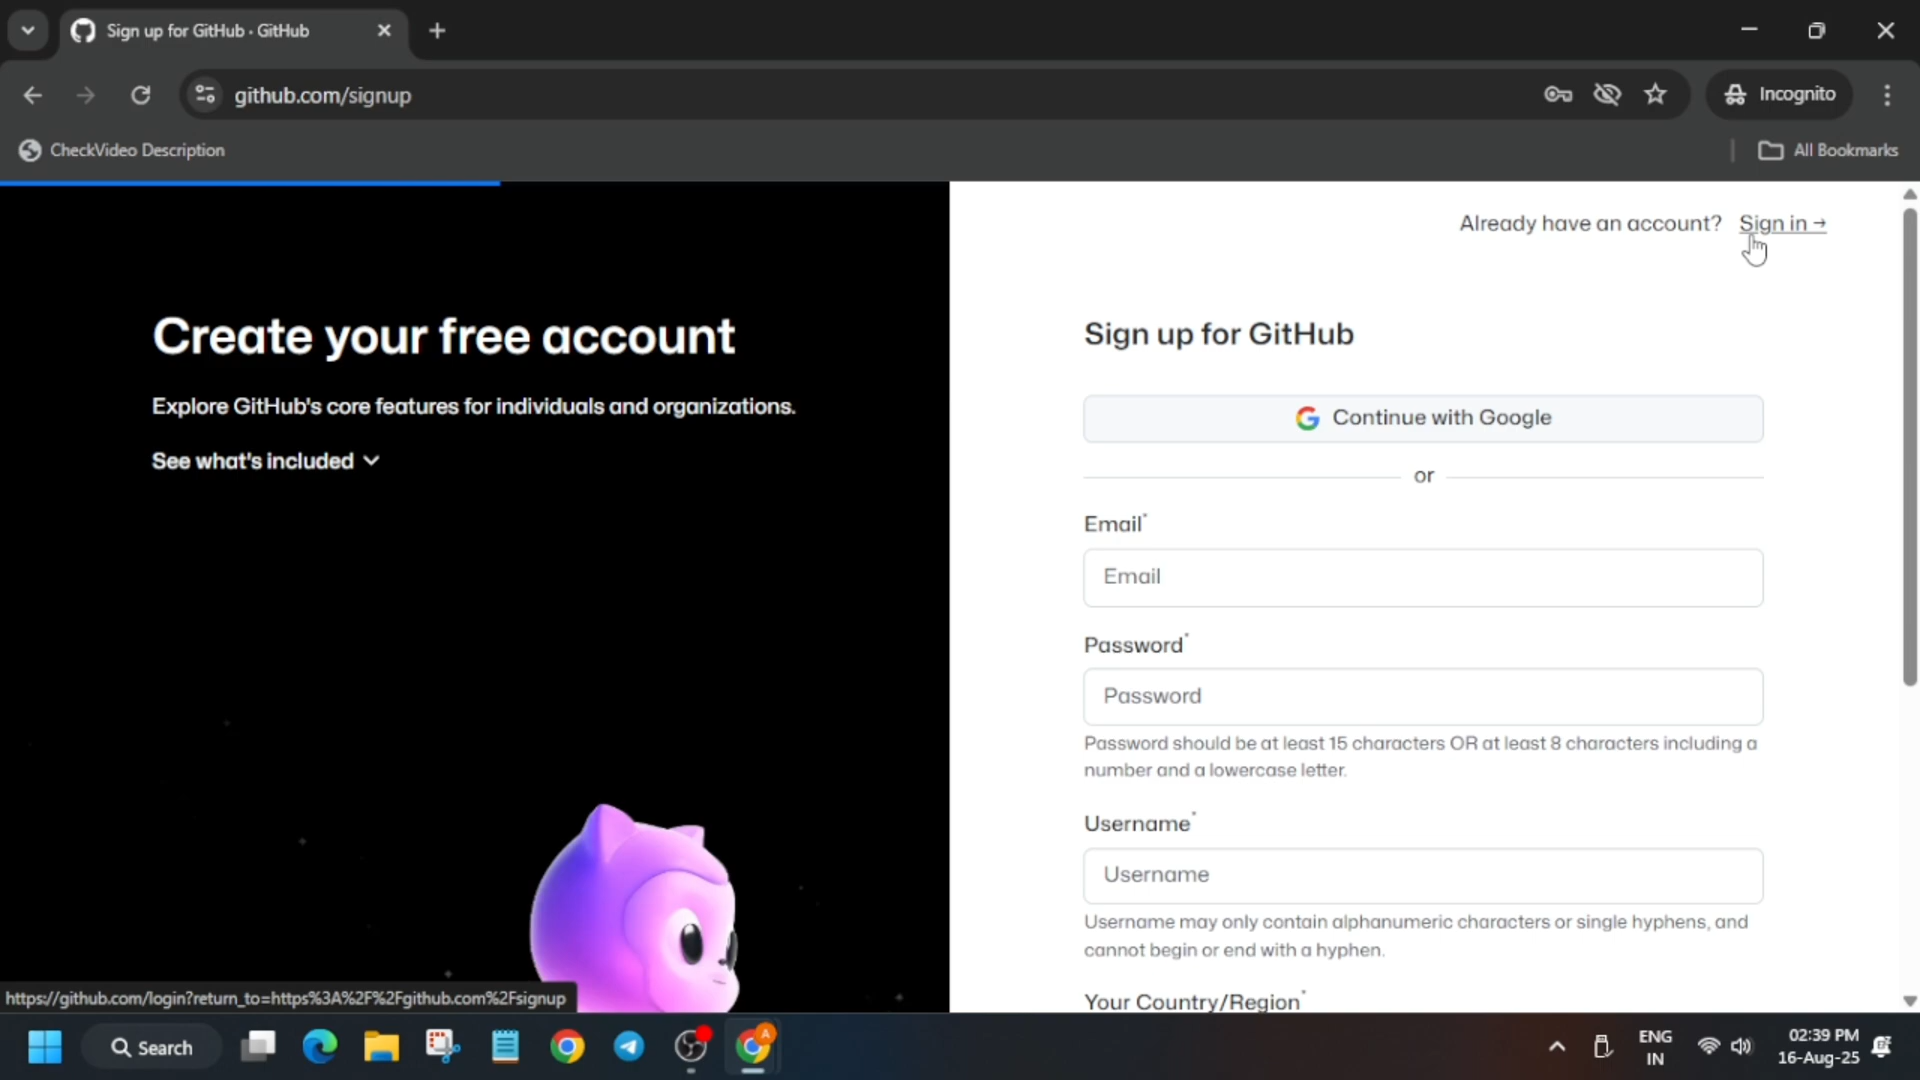 Sign up for GitHub · GitHub
github.com/signup
Incognito
CheckVideo Description
All Bookmarks
Already have an account? Sign in →
Create your free account
Explore GitHub's core features for individuals and organizations.
See what's included
Sign up for GitHub
Continue with Google
or
Email*
Email
Password*
Password
Password should be at least 15 characters OR at least 8 characters including a
number and a lowercase letter.
Username*
Username
Username may only contain alphanumeric characters or single hyphens, and
cannot begin or end with a hyphen.
Your Country/Region*
https://github.com/login?return_to=https%3A%2F%2Fgithub.com%2Fsignup
Search
A
ENG
IN
02:39 PM
16-Aug-25